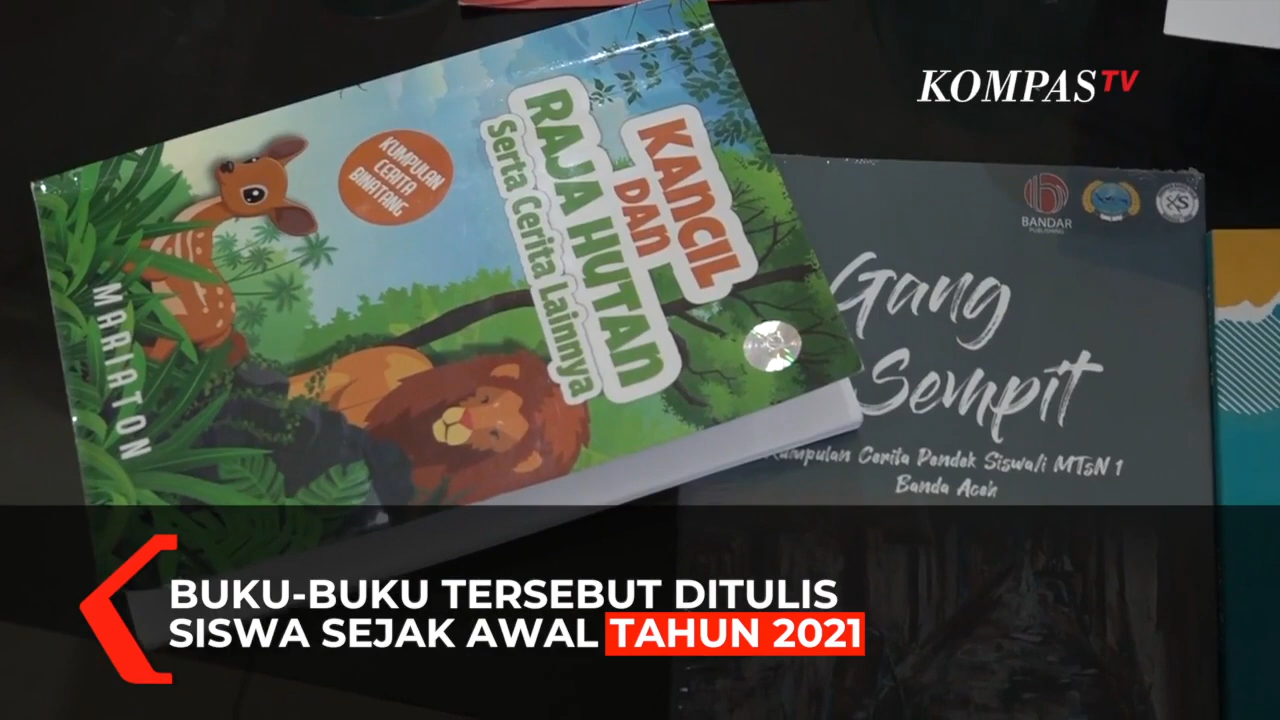 KOMPAS TV
KANCIL
DAN
RAJA HUTAN
Serta Cerita Lainnya
KUMPULAN
CERITA
BINATANG
MARIATON
BANDAR
PUBLISHING
Gang
Sempit
Kumpulan Cerita Pendek Siswa/i MTsN 1
Banda Aceh
BUKU-BUKU TERSEBUT DITULIS
SISWA SEJAK AWAL TAHUN 2021